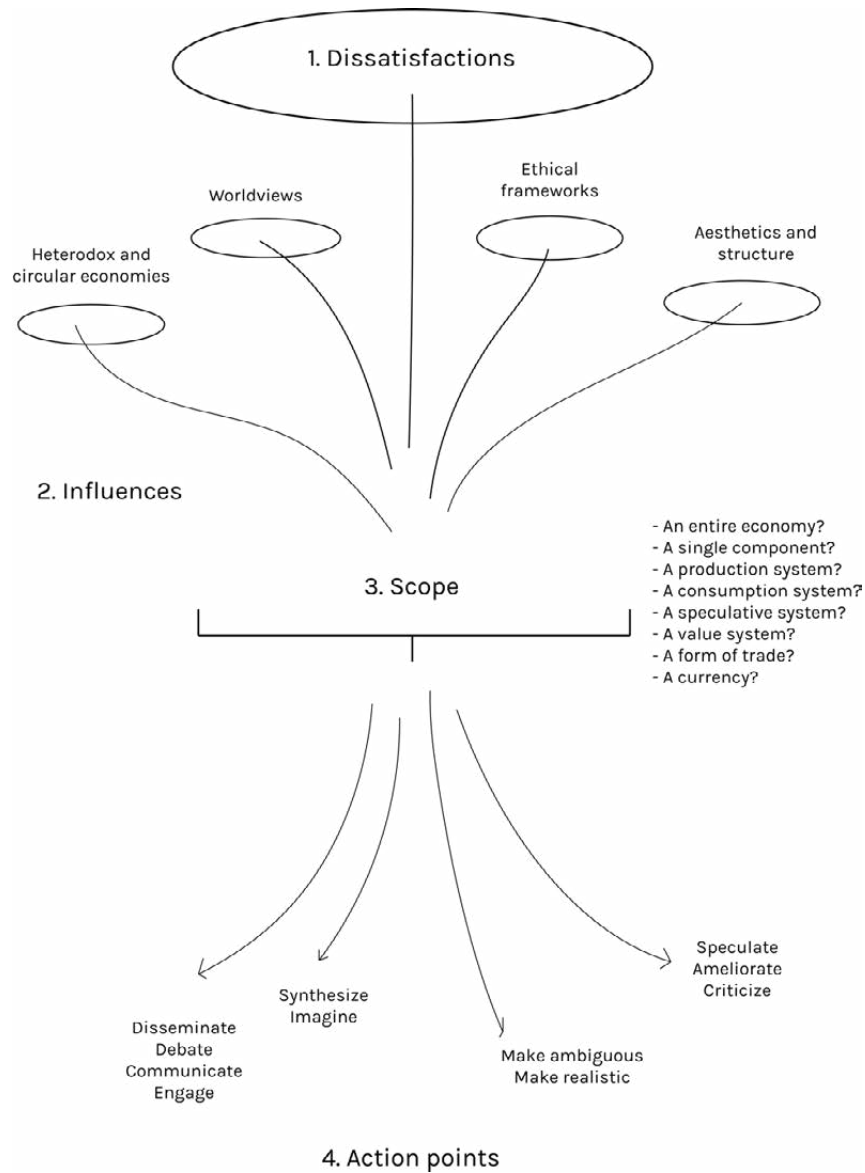 1. Dissatisfactions
Worldviews
Ethical
frameworks
Heterodox and
circular economies
Aesthetics and
structure
2. Influences
3. Scope
- An entire economy?
- A single component?
- A production system?
- A consumption system?
- A speculative system?
- A value system?
- A form of trade?
- A currency?
Disseminate
Debate
Communicate
Engage
Synthesize
Imagine
Make ambiguous
Make realistic
Speculate
Ameliorate
Criticize
4. Action points